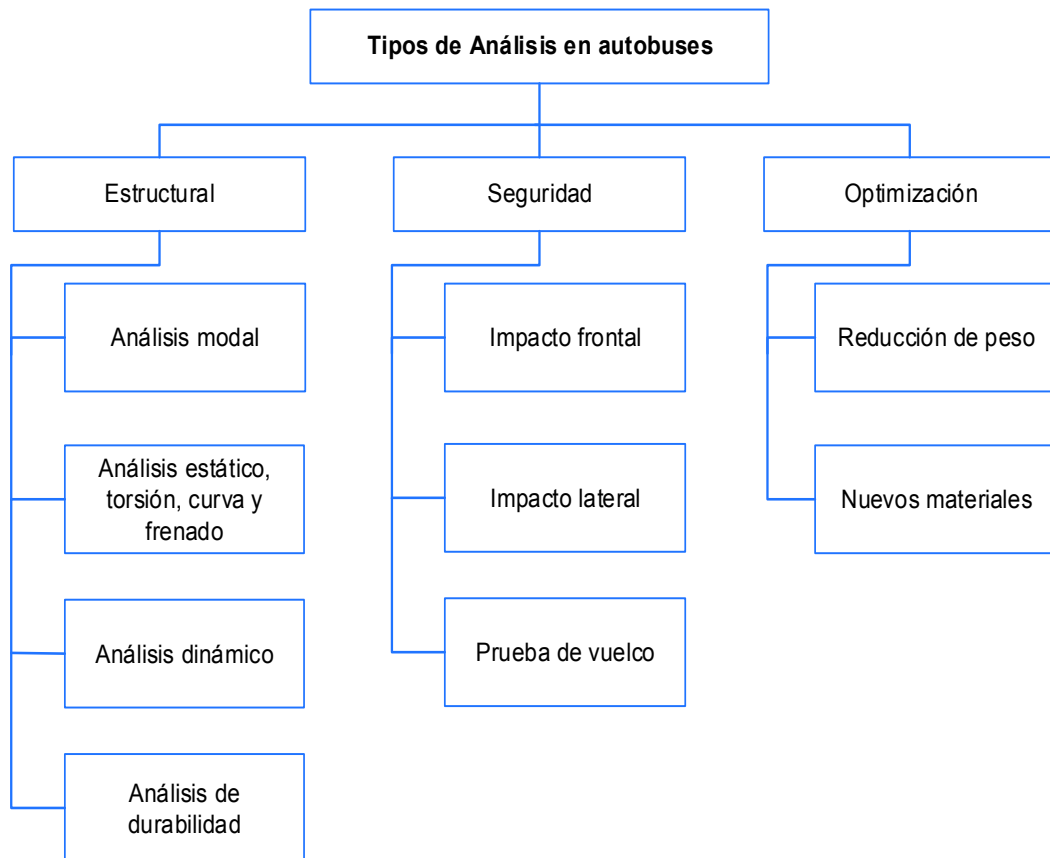 Tipos de Análisis en autobuses
Estructural
Análisis modal
Análisis estático,
torsión, curva y
frenado
Análisis dinámico
Análisis de
durabilidad
Seguridad
Impacto frontal
Impacto lateral
Prueba de vuelco
Optimización
Reducción de peso
Nuevos materiales